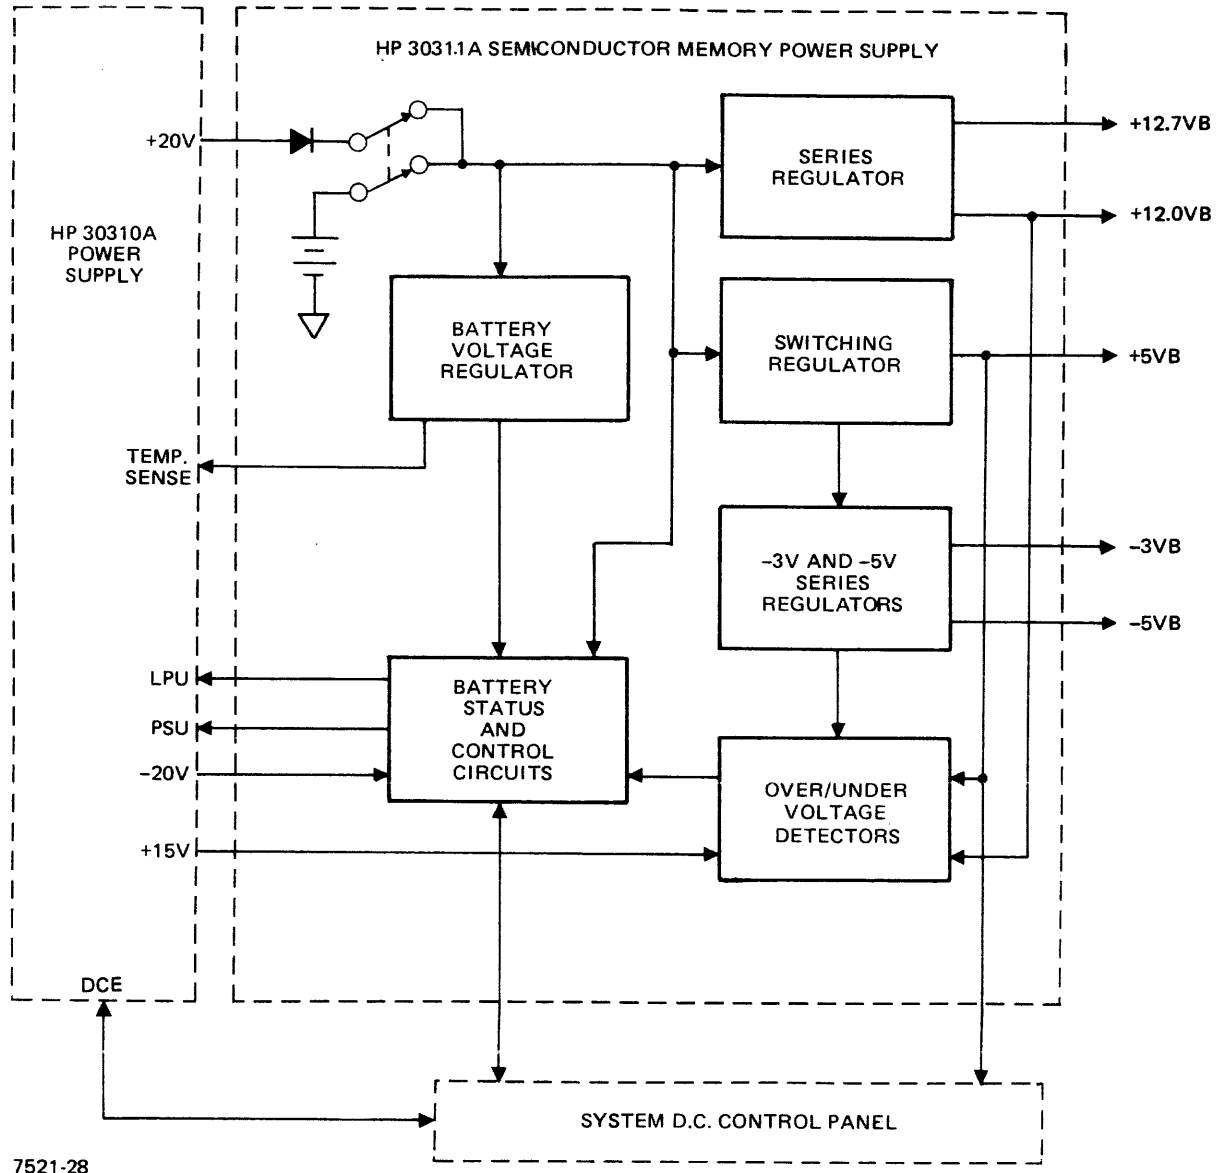 HP 3031.1A SEMICONDUCTOR MEMORY POWER SUPPLY
+20V
HP 30310A
POWER
SUPPLY
SERIES
REGULATOR
+12.7VB
+12.0VB
BATTERY
VOLTAGE
REGULATOR
SWITCHING
REGULATOR
+5VB
TEMP.
SENSE
-3V AND -5V
SERIES
REGULATORS
-3VB
-5VB
LPU
PSU
-20V
+15V
BATTERY
STATUS
AND
CONTROL
CIRCUITS
OVER/UNDER
VOLTAGE
DETECTORS
DCE
SYSTEM D.C. CONTROL PANEL
7521-28